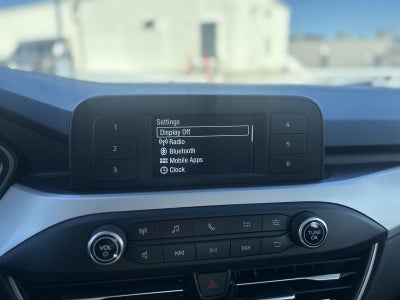 Settings
Display Off
Radio
Bluetooth
Mobile Apps
Clock
1
2
3
4
5
6
VOL
TUNE
OK